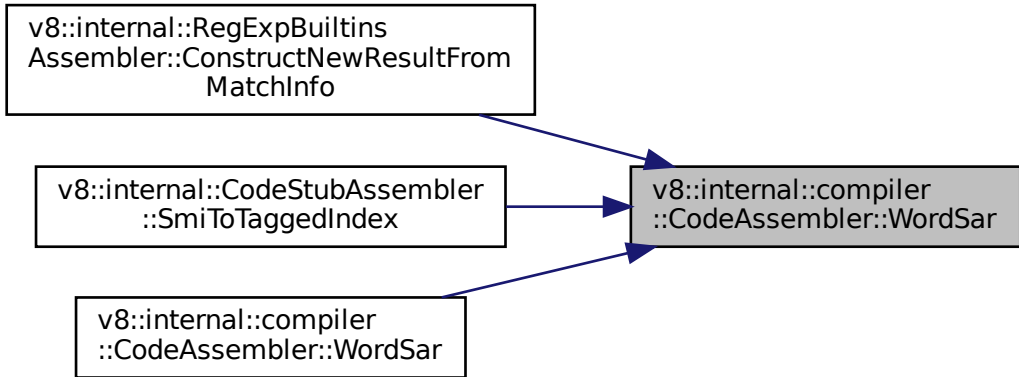 v8::internal::RegExpBuiltins
Assembler::ConstructNewResultFrom
MatchInfo
v8::internal::CodeStubAssembler
::SmiToTaggedIndex
v8::internal::compiler
::CodeAssembler::WordSar
v8::internal::compiler
::CodeAssembler::WordSar